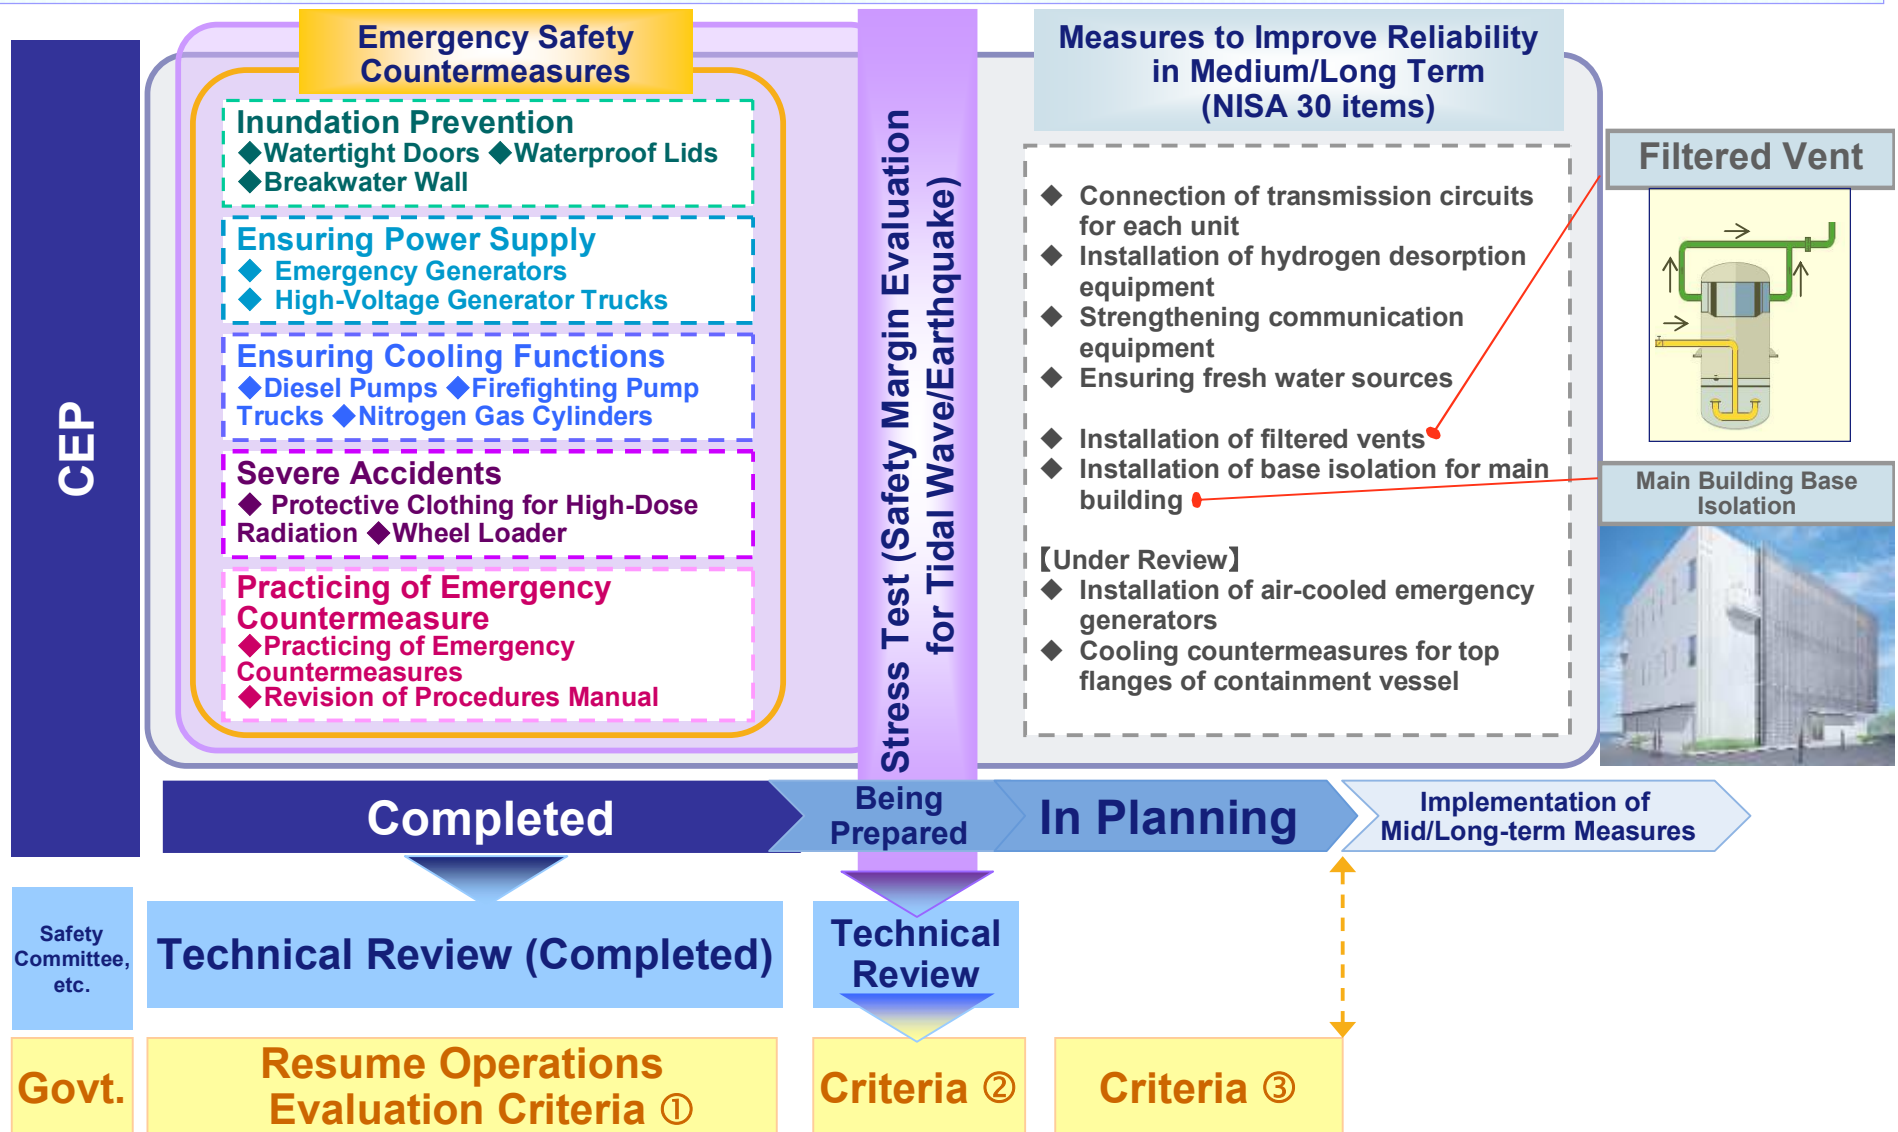 CEP
Emergency Safety
Countermeasures
Inundation Prevention
◆Watertight Doors ◆Waterproof Lids
◆Breakwater Wall
Ensuring Power Supply
◆ Emergency Generators
◆ High-Voltage Generator Trucks
Ensuring Cooling Functions
◆Diesel Pumps ◆Firefighting Pump
Trucks ◆Nitrogen Gas Cylinders
Severe Accidents
◆ Protective Clothing for High-Dose
Radiation ◆Wheel Loader
Practicing of Emergency
Countermeasure
◆Practicing of Emergency
Countermeasures
◆Revision of Procedures Manual
Stress Test (Safety Margin Evaluation
for Tidal Wave/Earthquake)
Measures to Improve Reliability
in Medium/Long Term
(NISA 30 items)
◆ Connection of transmission circuits
for each unit
◆ Installation of hydrogen desorption
equipment
◆ Strengthening communication
equipment
◆ Ensuring fresh water sources
◆ Installation of filtered vents
◆ Installation of base isolation for main
building
【Under Review】
◆ Installation of air-cooled emergency
generators
◆ Cooling countermeasures for top
flanges of containment vessel
Filtered Vent
Main Building Base
Isolation
Completed
Being
Prepared
In Planning
Implementation of
Mid/Long-term Measures
Safety
Committee,
etc.
Technical Review (Completed)
Technical
Review
Govt.
Resume Operations
Evaluation Criteria ①
Criteria ②
Criteria ③